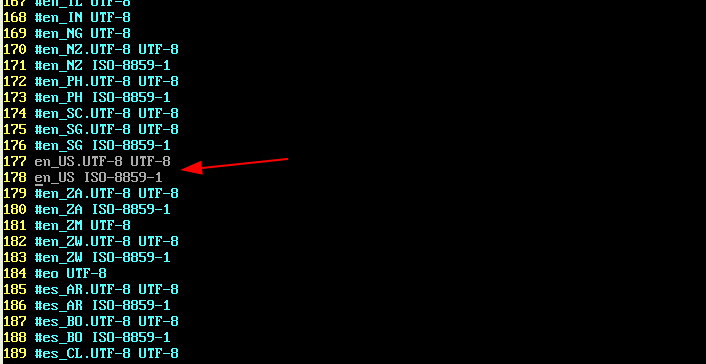 167 #en_IL UTF-8
168 #en_IN UTF-8
169 #en_NG UTF-8
170 #en_NZ.UTF-8 UTF-8
171 #en_NZ ISO-8859-1
172 #en_PH.UTF-8 UTF-8
173 #en_PH ISO-8859-1
174 #en_SC.UTF-8 UTF-8
175 #en_SG.UTF-8 UTF-8
176 #en_SG ISO-8859-1
177 en_US.UTF-8 UTF-8
178 en_US ISO-8859-1
179 #en_ZA.UTF-8 UTF-8
180 #en_ZA ISO-8859-1
181 #en_ZM UTF-8
182 #en_ZW.UTF-8 UTF-8
183 #en_ZW ISO-8859-1
184 #eo UTF-8
185 #es_AR.UTF-8 UTF-8
186 #es_AR ISO-8859-1
187 #es_BO.UTF-8 UTF-8
188 #es_BO ISO-8859-1
189 #es_CL.UTF-8 UTF-8